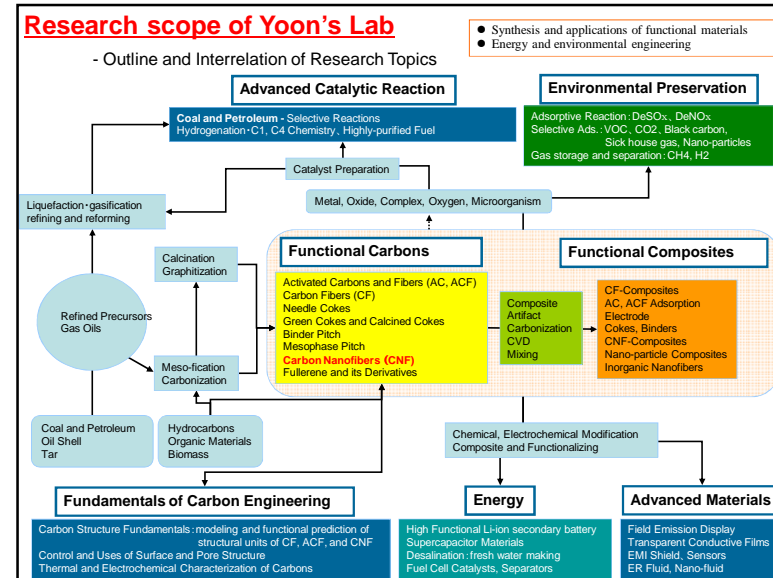 Research scope of Yoon's Lab
● Synthesis and applications of functional materials
● Energy and environmental engineering
- Outline and Interrelation of Research Topics
Advanced Catalytic Reaction
Environmental Preservation
Coal and Petroleum - Selective Reactions
Hydrogenation・C1, C4 Chemistry, Highly-purified Fuel
Adsorptive Reaction：DeSOx、DeNOx
Selective Ads.：VOC、CO2、Black carbon,
Sick house gas, Nano-particles
Gas storage and separation：CH4, H2
Catalyst Preparation
Liquefaction・gasification
refining and reforming
Metal, Oxide, Complex, Oxygen, Microorganism
Calcination
Graphitization
Functional Carbons
Functional Composites
Activated Carbons and Fibers (AC, ACF)
Carbon Fibers (CF)
Needle Cokes
Green Cokes and Calcined Cokes
Binder Pitch
Mesophase Pitch
Carbon Nanofibers (CNF)
Fullerene and its Derivatives
Composite
Artifact
Carbonization
CVD
Mixing
CF-Composites
AC, ACF Adsorption
Electrode
Cokes, Binders
CNF-Composites
Nano-particle Composites
Inorganic Nanofibers
Refined Precursors
Gas Oils
Meso-fication
Carbonization
Coal and Petroleum
Oil Shell
Tar
Hydrocarbons
Organic Materials
Biomass
Chemical, Electrochemical Modification
Composite and Functionalizing
Fundamentals of Carbon Engineering
Energy
Advanced Materials
Carbon Structure Fundamentals：modeling and functional prediction of
structural units of CF, ACF, and CNF
Control and Uses of Surface and Pore Structure
Thermal and Electrochemical Characterization of Carbons
High Functional Li-ion secondary battery
Supercapacitor Materials
Desalination：fresh water making
Fuel Cell Catalysts, Separators
Field Emission Display
Transparent Conductive Films
EMI Shield, Sensors
ER Fluid, Nano-fluid